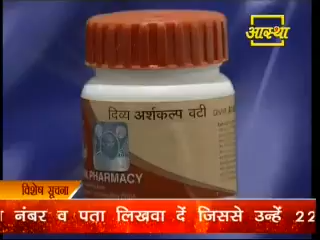 आस्था
दिव्य अर्शकल्प वटी
PHARMACY
विशेष सूचना
नंबर व पता लिखवा दें जिससे उन्हें 22